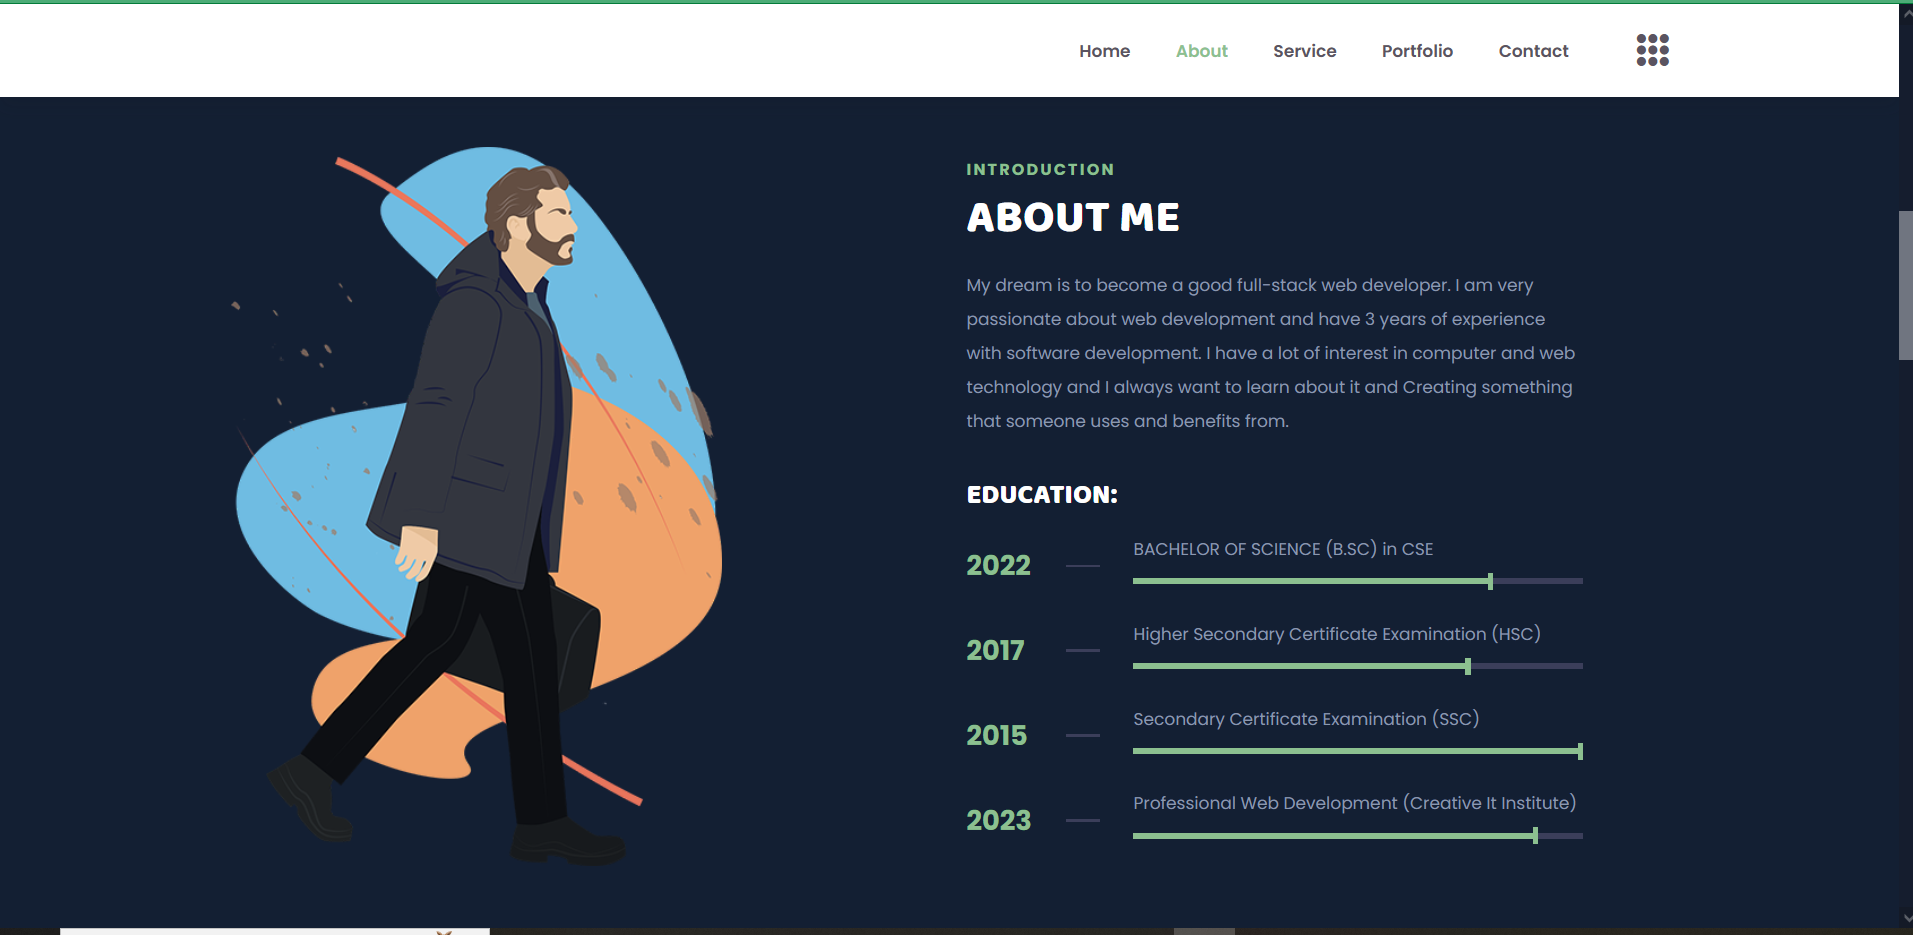 Home About Service Portfolio Contact
INTRODUCTION
ABOUT ME
My dream is to become a good full-stack web developer. I am very
passionate about web development and have 3 years of experience
with software development. I have a lot of interest in computer and web
technology and I always want to learn about it and Creating something
that someone uses and benefits from.
EDUCATION:
2022
BACHELOR OF SCIENCE (B.SC) in CSE
2017
Higher Secondary Certificate Examination (HSC)
2015
Secondary Certificate Examination (SSC)
2023
Professional Web Development (Creative It Institute)